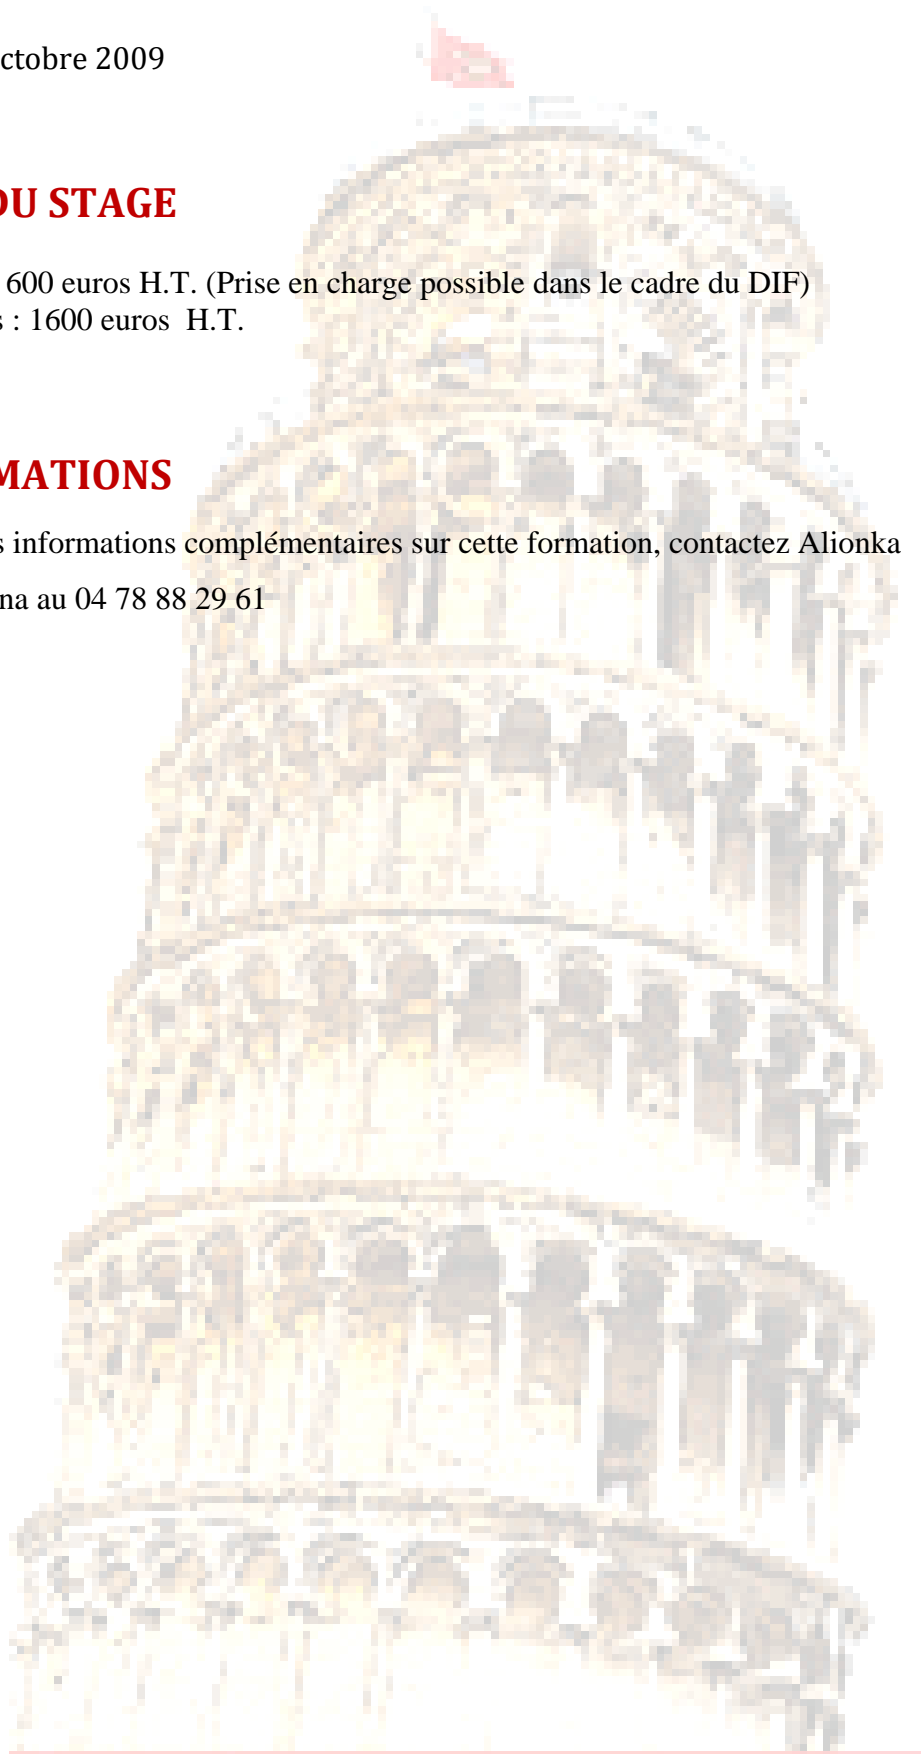 ctobre 2009
DU STAGE
600 euros H.T. (Prise en charge possible dans le cadre du DIF)
s : 1600 euros  H.T.
MATIONS
s informations complémentaires sur cette formation, contactez Alionka
na au 04 78 88 29 61